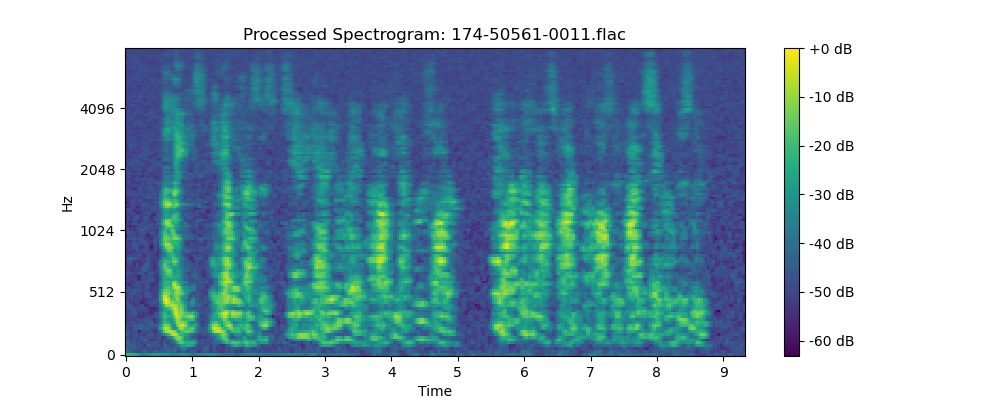 Processed Spectrogram: 174-50561-0011.flac
+0 dB
-10 dB
-20 dB
-30 dB
-40 dB
-50 dB
-60 dB
4096
2048
1024
512
0
Hz
0 1 2 3 4 5 6 7 8 9
Time